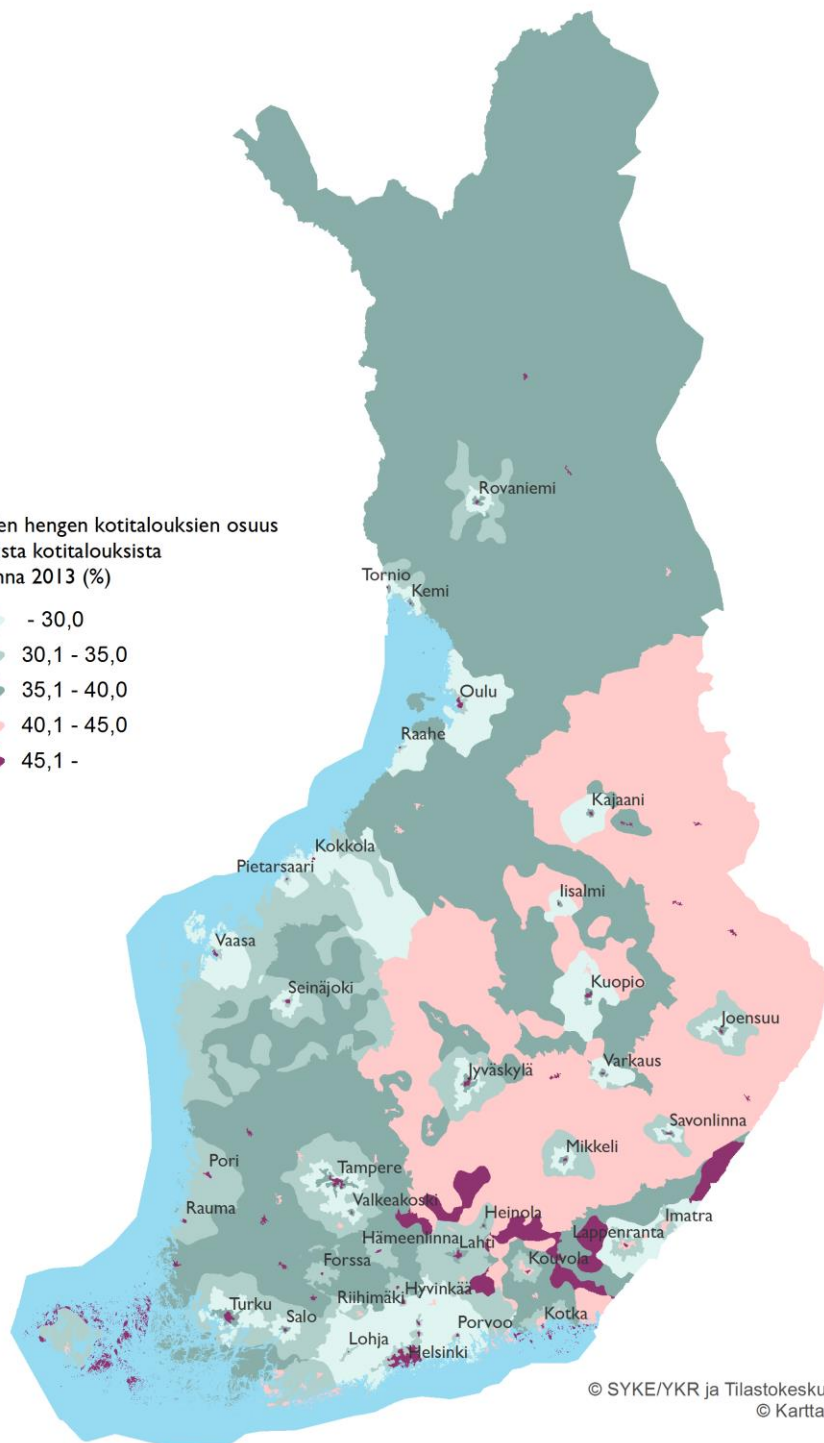 en hengen kotitalouksien osuus
sta kotitalouksista
nna 2013 (%)
- 30,0
30,1 - 35,0
35,1 - 40,0
40,1 - 45,0
45,1 -
Rovaniemi
Tornio
Kemi
Oulu
Raahe
Kajaani
Kokkola
Pietarsaari
Iisalmi
Vaasa
Seinäjoki
Kuopio
Joensuu
Jyväskylä
Varkaus
Savonlinna
Mikkeli
Pori
Tampere
Rauma
Valkeakoski
Heinola
Imatra
Hämeenlinna
Lahti
Lappenranta
Forssa
Kouvola
Riihimäki
Hyvinkää
Turku
Salo
Porvoo
Kotka
Lohja
Helsinki
© SYKE/YKR ja Tilastokesku
© Kartta